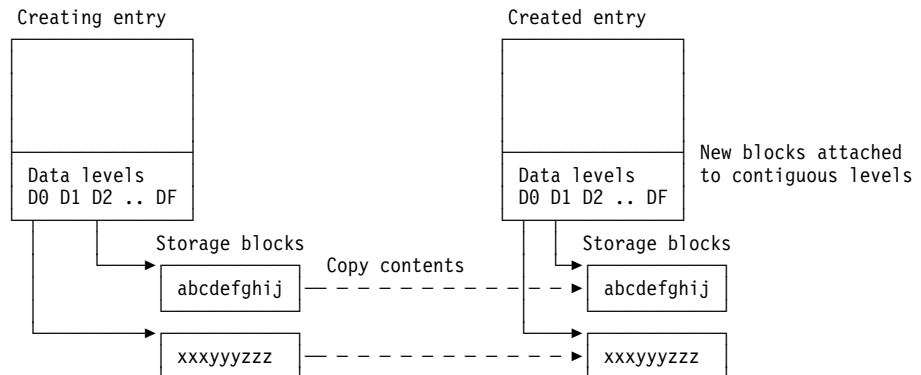 Creating entry
Created entry
Data levels
D0 D1 D2 .. DF
Data levels
D0 D1 D2 .. DF
New blocks attached
to contiguous levels
Storage blocks
Storage blocks
Copy contents
abcdefghij
abcdefghij
xxxyyyzzz
xxxyyyzzz